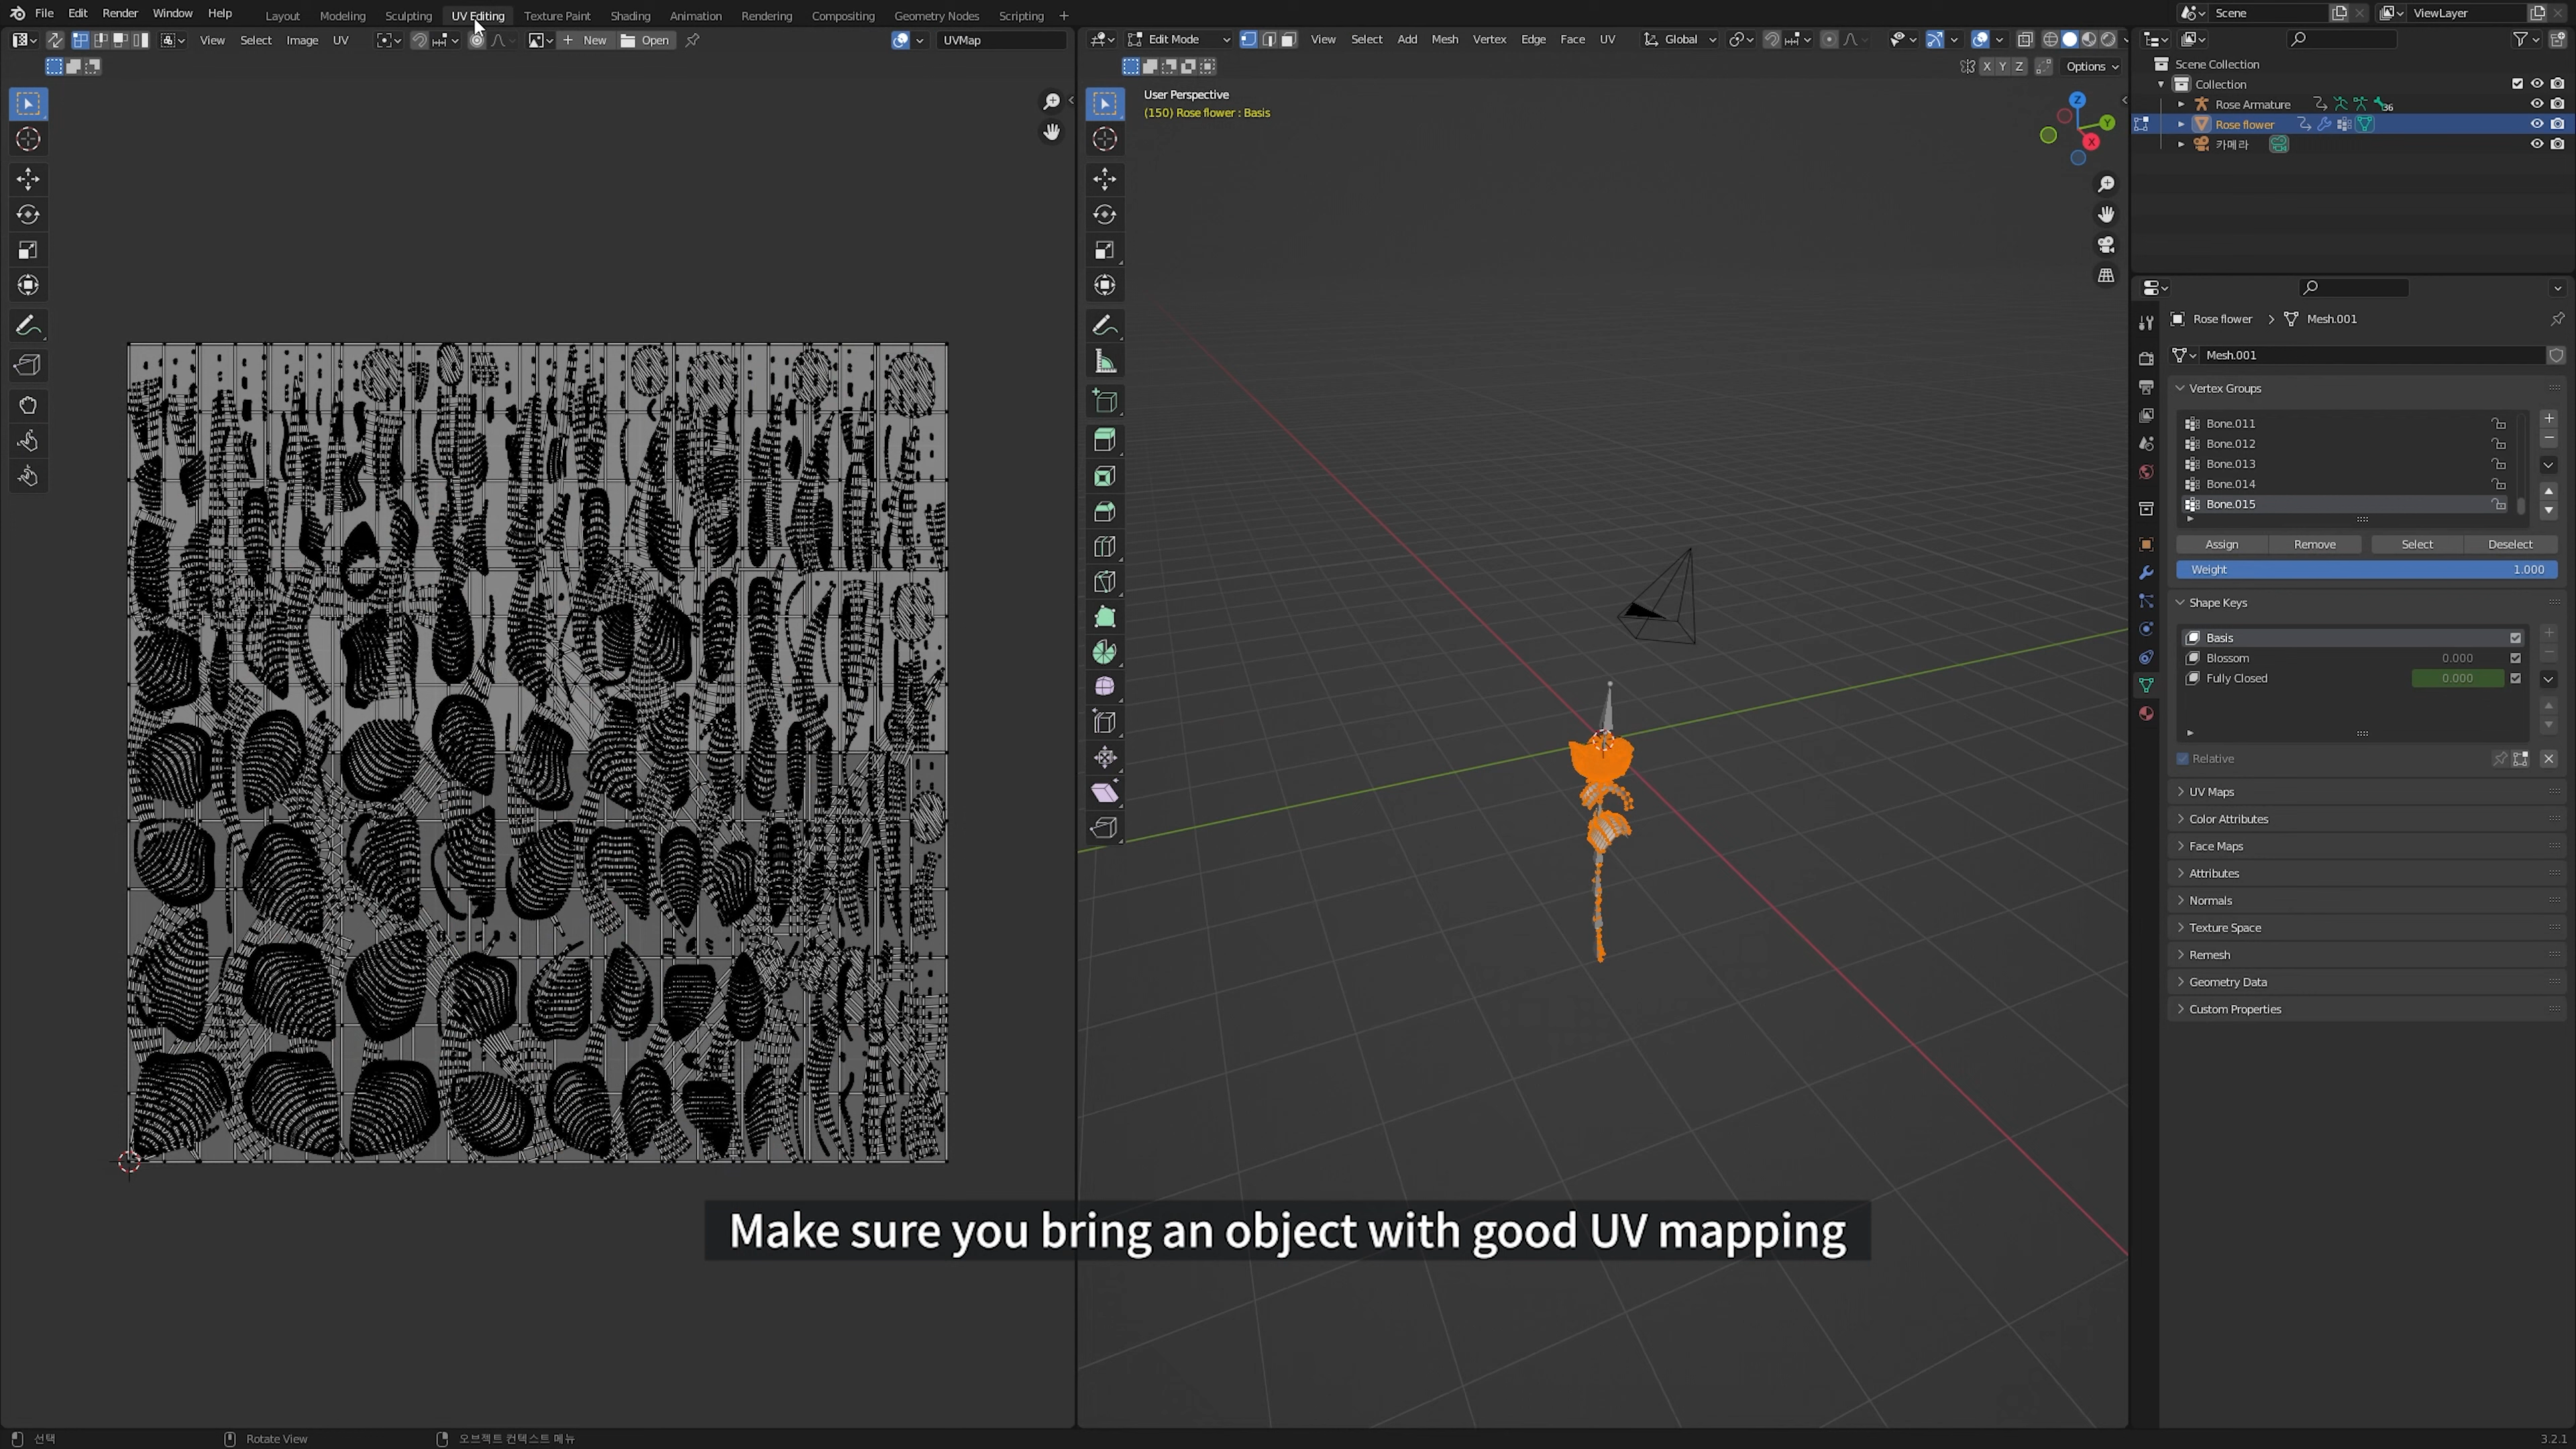 File Edit Render Window Help Layout Modeling Sculpting UV Editing Texture Paint Shading Animation Rendering Compositing Geometry Nodes Scripting + Scene ViewLayer
View Select Image UV New Open UVMap
Edit Mode View Select Add Mesh Vertex Edge Face UV Global
X Y Z Options
User Perspective
(150) Rose flower : Basis
Z
Y
X
Scene Collection
Collection
Rose Armature 36
Rose flower
카메라
Rose flower > Mesh.001
Mesh.001
Vertex Groups
Bone.011
Bone.012
Bone.013
Bone.014
Bone.015
Assign Remove Select Deselect
Weight 1.000
Shape Keys
Basis
Blossom 0.000
Fully Closed 0.000
Relative
UV Maps
Color Attributes
Face Maps
Attributes
Normals
Texture Space
Remesh
Geometry Data
Custom Properties
Make sure you bring an object with good UV mapping
선택 Rotate View 오브젝트 컨텍스트 메뉴 3.2.1